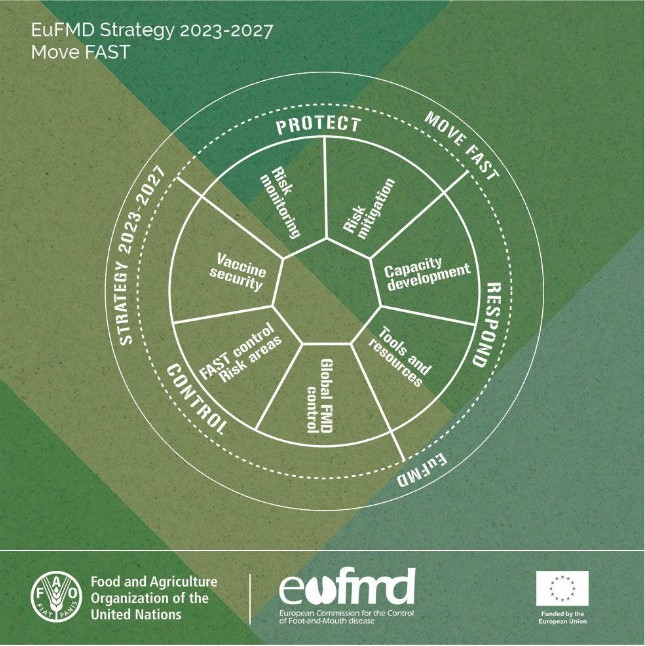 EuFMD Strategy 2023-2027
Move FAST
PROTECT
MOVE FAST
STRATEGY 2023-2027
Risk
monitoring
Risk
mitigation
Vaccine
security
Capacity
development
RESPOND
FAST control
Risk areas
Global FMD
control
Tools and
resources
CONTROL
EuFMD
FAO
FIAT PANIS
Food and Agriculture
Organization of the
United Nations
eufmd
European Commission for the Control
of Foot-and-Mouth disease
Funded by the
European Union